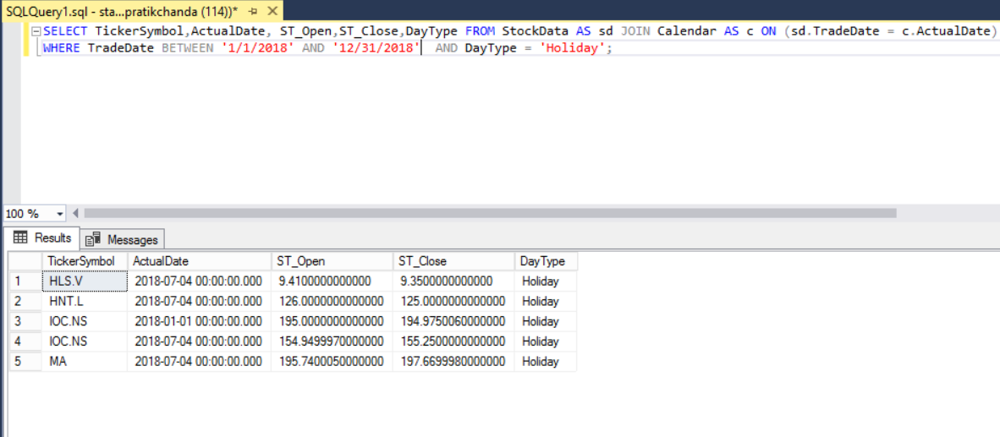 SQLQuery1.sql - sta...pratikchanda (114))*
SELECT TickerSymbol,ActualDate, ST_Open,ST_Close,DayType FROM StockData AS sd JOIN Calendar AS c ON (sd.TradeDate = c.ActualDate)
WHERE TradeDate BETWEEN '1/1/2018' AND '12/31/2018' AND DayType = 'Holiday';
100 %
Results Messages
TickerSymbol ActualDate ST_Open ST_Close DayType
1 HLS.V 2018-07-04 00:00:00.000 9.4100000000000 9.3500000000000 Holiday
2 HNT.L 2018-07-04 00:00:00.000 126.0000000000000 125.0000000000000 Holiday
3 IOC.NS 2018-01-01 00:00:00.000 195.0000000000000 194.9750060000000 Holiday
4 IOC.NS 2018-07-04 00:00:00.000 154.9499970000000 155.2500000000000 Holiday
5 MA 2018-07-04 00:00:00.000 195.7400050000000 197.6699980000000 Holiday